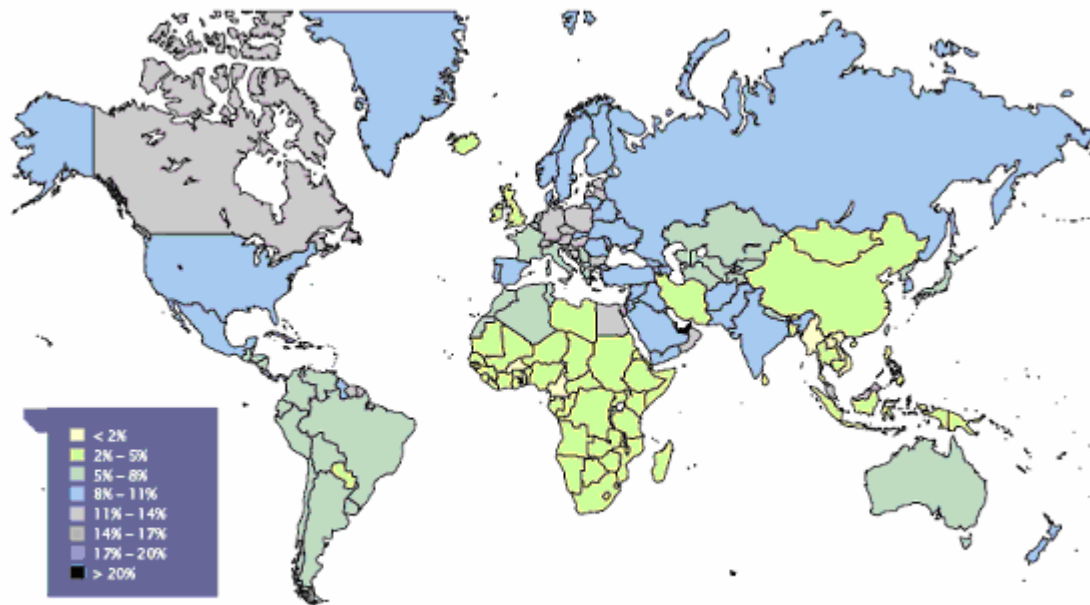 < 2%
2% – 5%
5% – 8%
8% – 11%
11% – 14%
14% – 17%
17% – 20%
> 20%